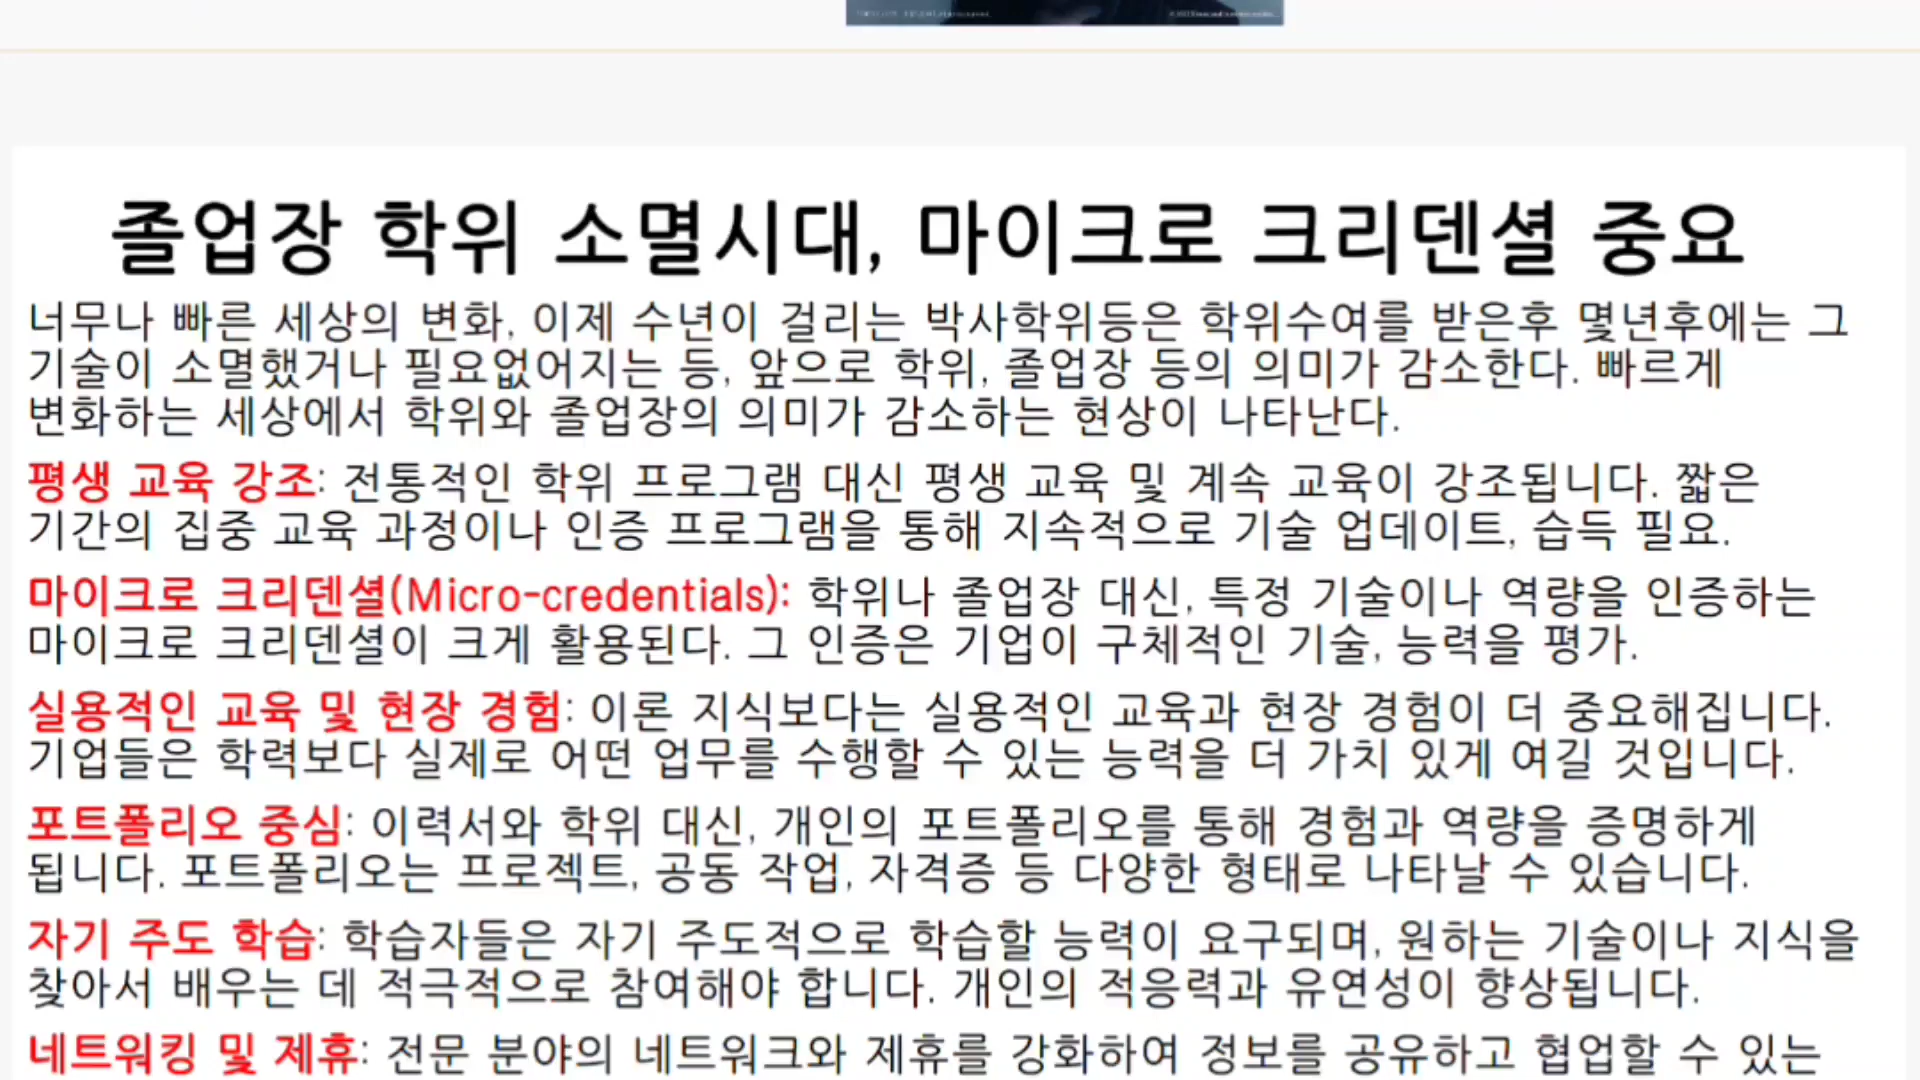 졸업장 학위 소멸시대, 마이크로 크리덴셜 중요
너무나 빠른 세상의 변화, 이제 수년이 걸리는 박사학위등은 학위수여를 받은후 몇년후에는 그
기술이 소멸했거나 필요없어지는 등, 앞으로 학위, 졸업장 등의 의미가 감소한다. 빠르게
변화하는 세상에서 학위와 졸업장의 의미가 감소하는 현상이 나타난다.
평생 교육 강조: 전통적인 학위 프로그램 대신 평생 교육 및 계속 교육이 강조됩니다. 짧은
기간의 집중 교육 과정이나 인증 프로그램을 통해 지속적으로 기술 업데이트, 습득 필요.
마이크로 크리덴셜(Micro-credentials): 학위나 졸업장 대신, 특정 기술이나 역량을 인증하는
마이크로 크리덴셜이 크게 활용된다. 그 인증은 기업이 구체적인 기술, 능력을 평가.
실용적인 교육 및 현장 경험: 이론 지식보다는 실용적인 교육과 현장 경험이 더 중요해집니다.
기업들은 학력보다 실제로 어떤 업무를 수행할 수 있는 능력을 더 가치 있게 여길 것입니다.
포트폴리오 중심: 이력서와 학위 대신, 개인의 포트폴리오를 통해 경험과 역량을 증명하게
됩니다. 포트폴리오는 프로젝트, 공동 작업, 자격증 등 다양한 형태로 나타날 수 있습니다.
자기 주도 학습: 학습자들은 자기 주도적으로 학습할 능력이 요구되며, 원하는 기술이나 지식을
찾아서 배우는 데 적극적으로 참여해야 합니다. 개인의 적응력과 유연성이 향상됩니다.
네트워킹 및 제휴: 전문 분야의 네트워크와 제휴를 강화하여 정보를 공유하고 협업할 수 있는